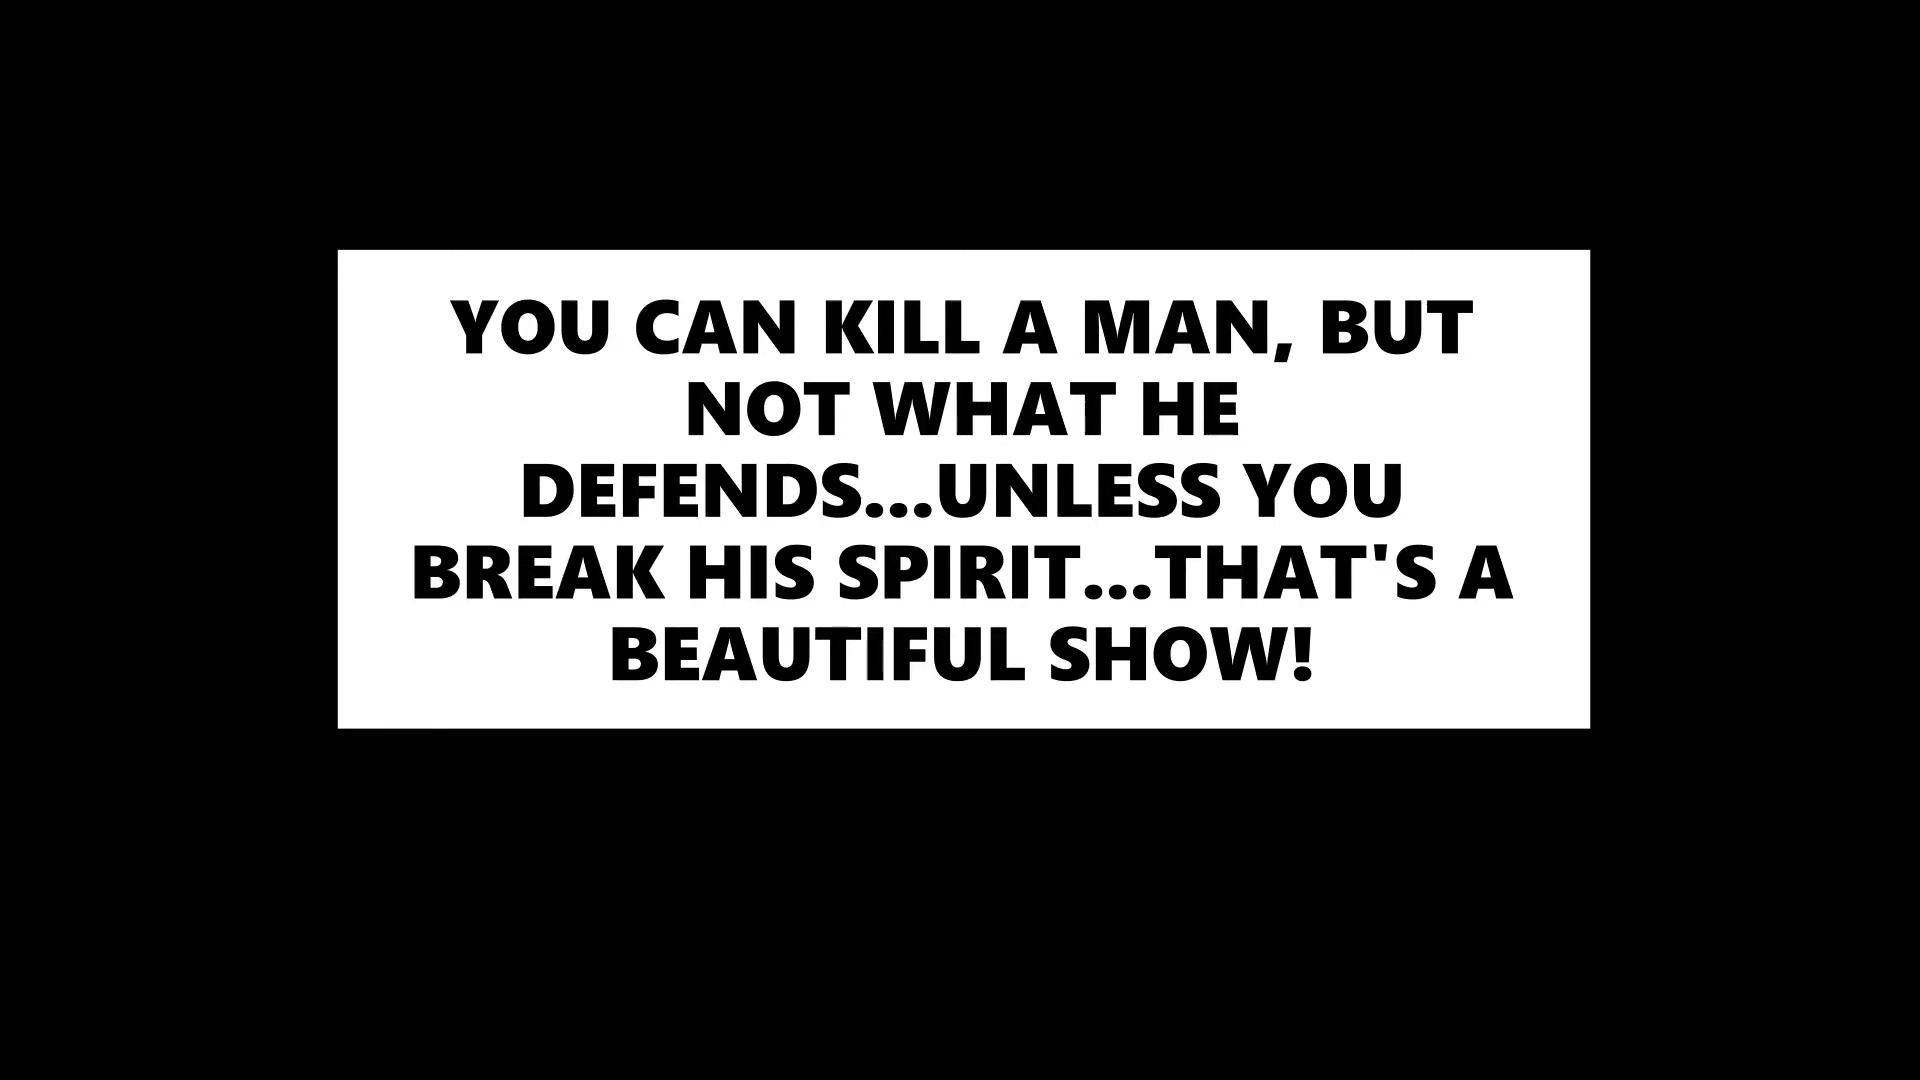 YOU CAN KILL A MAN, BUT
NOT WHAT HE
DEFENDS...UNLESS YOU
BREAK HIS SPIRIT...THAT'S A
BEAUTIFUL SHOW!